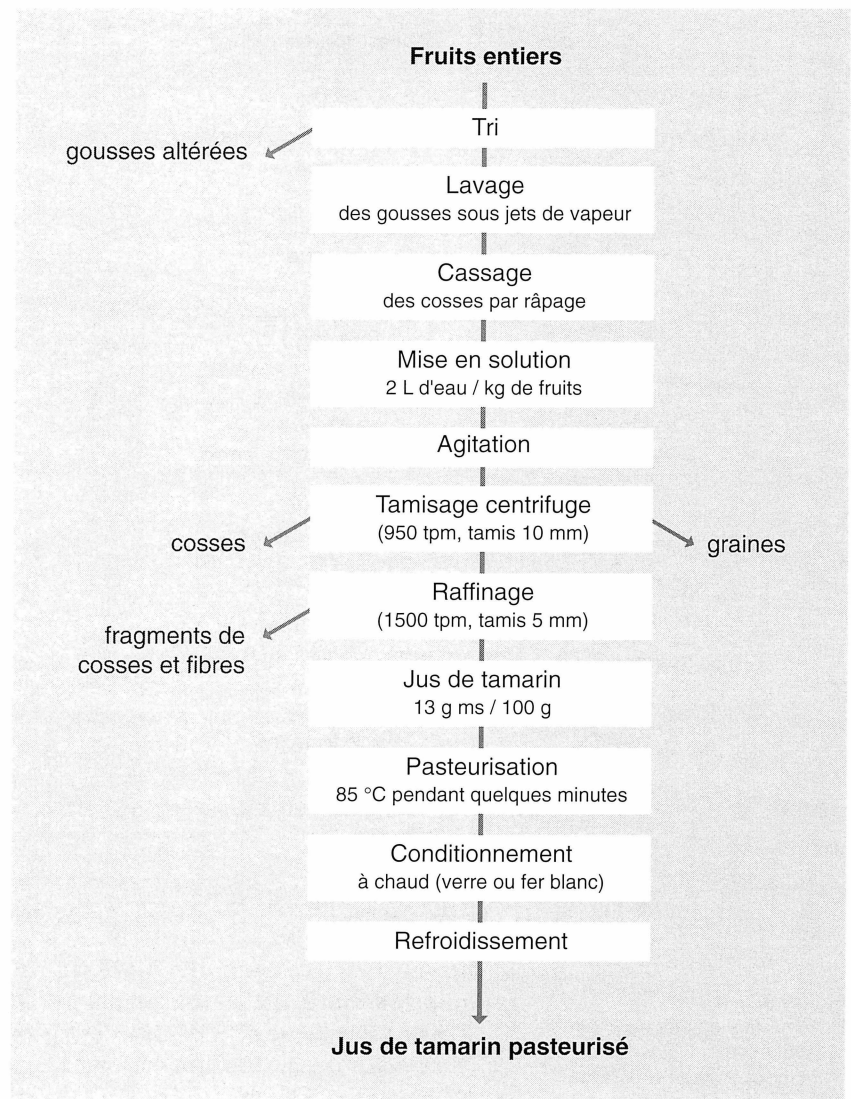 Fruits entiers
Tri
gousses altérées
Lavage
des gousses sous jets de vapeur
Cassage
des cosses par râpage
Mise en solution
2 L d'eau / kg de fruits
Agitation
Tamisage centrifuge
(950 tpm, tamis 10 mm)
cosses
graines
Raffinage
(1500 tpm, tamis 5 mm)
fragments de
cosses et fibres
Jus de tamarin
13 g ms / 100 g
Pasteurisation
85 °C pendant quelques minutes
Conditionnement
à chaud (verre ou fer blanc)
Refroidissement
Jus de tamarin pasteurisé